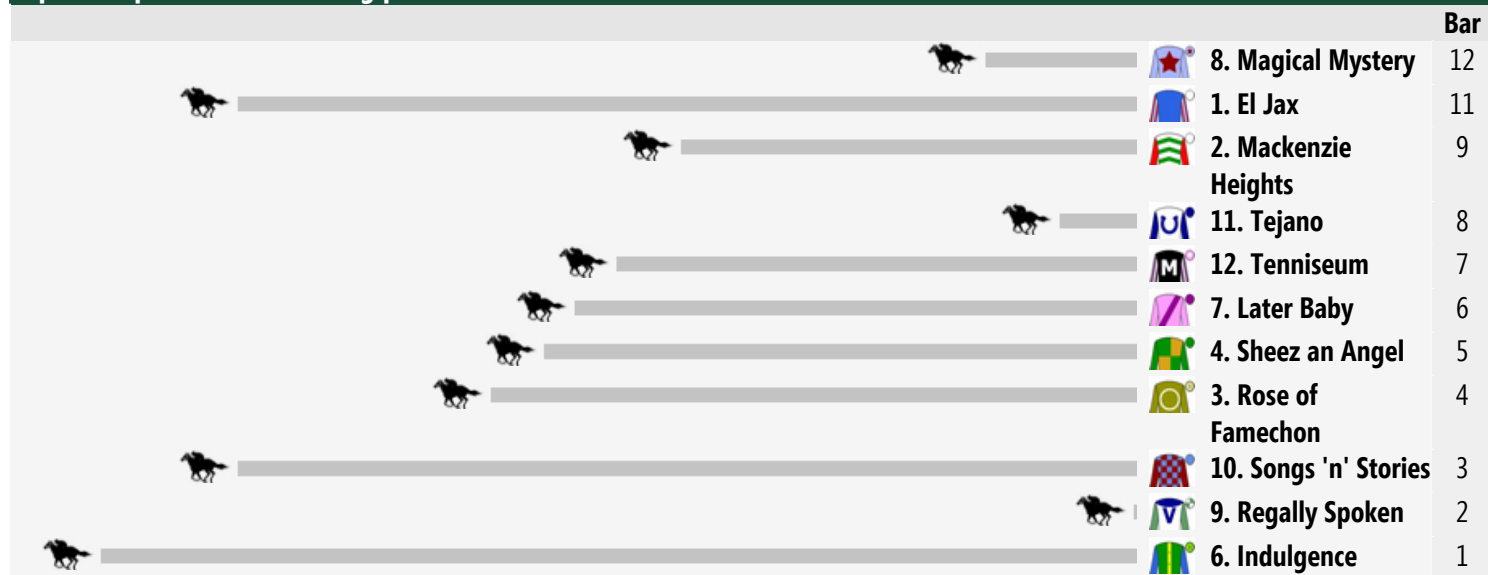 Bar
8. Magical Mystery 12
1. El Jax 11
2. Mackenzie 9
Heights
11. Tejano 8
M 12. Tenniseum 7
7. Later Baby 6
4. Sheez an Angel 5
3. Rose of 4
Famechon
10. Songs 'n' Stories 3
V 9. Regally Spoken 2
6. Indulgence 1